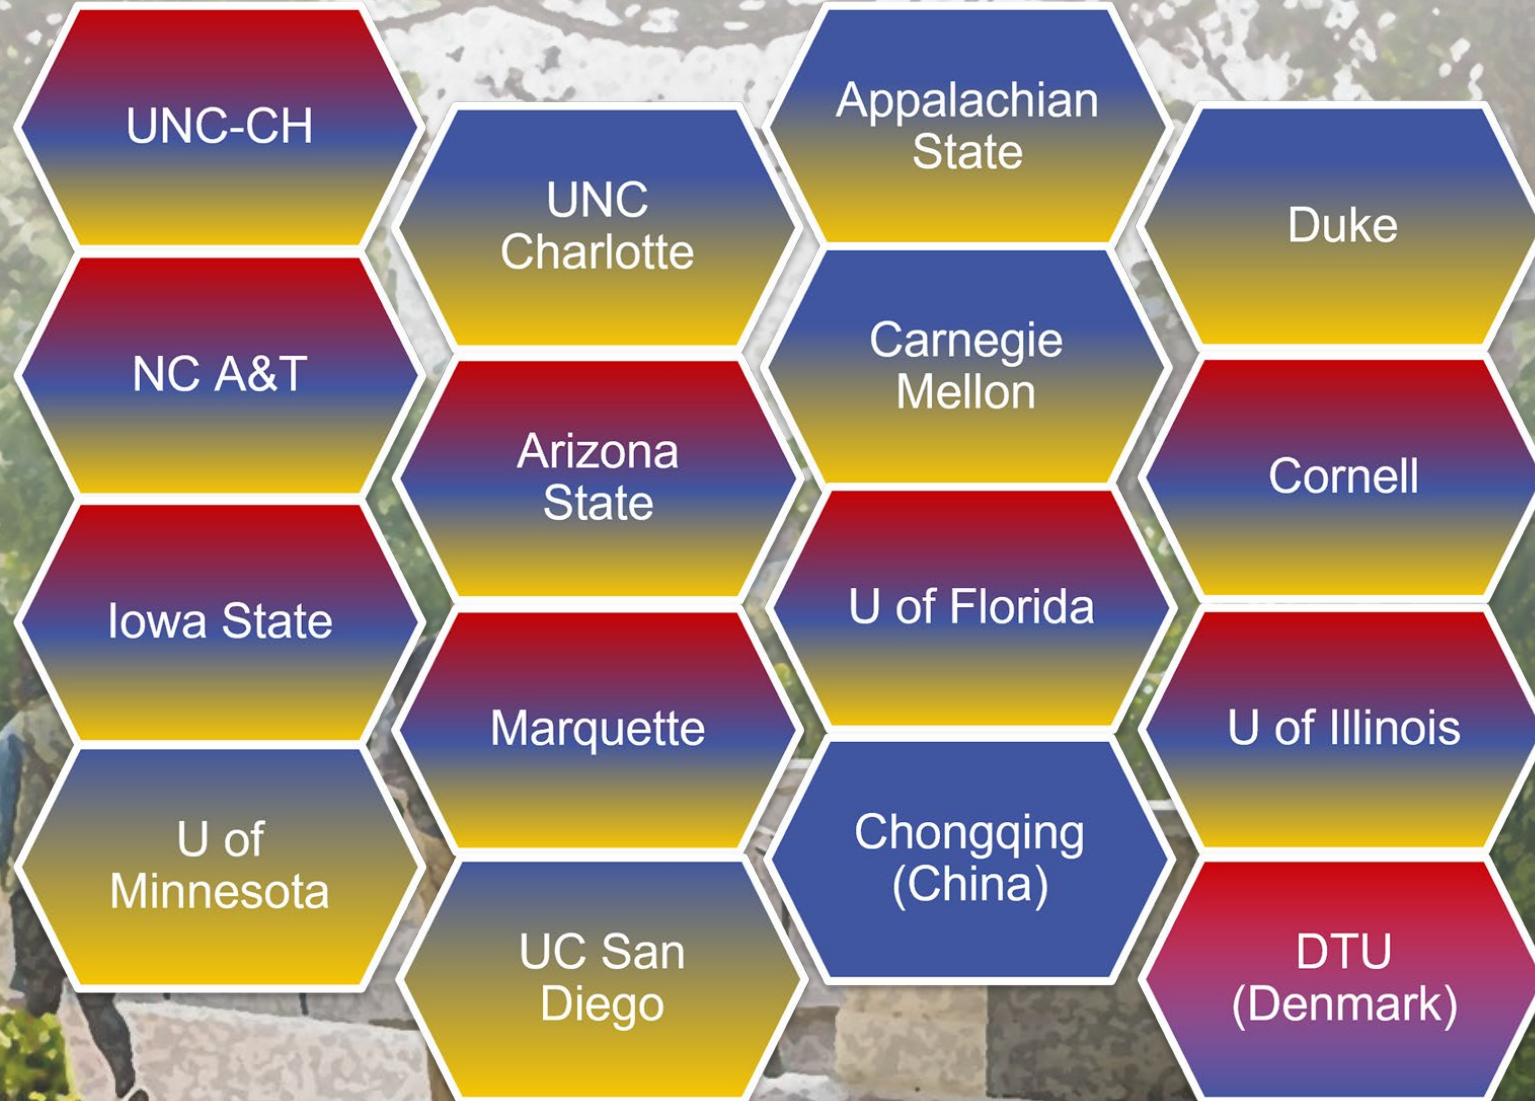 UNC-CH
NC A&T
Iowa State
U of
Minnesota
UNC
Charlotte
Arizona
State
Marquette
UC San
Diego
Appalachian
State
Carnegie
Mellon
U of Florida
Chongqing
(China)
Duke
Cornell
U of Illinois
DTU
(Denmark)